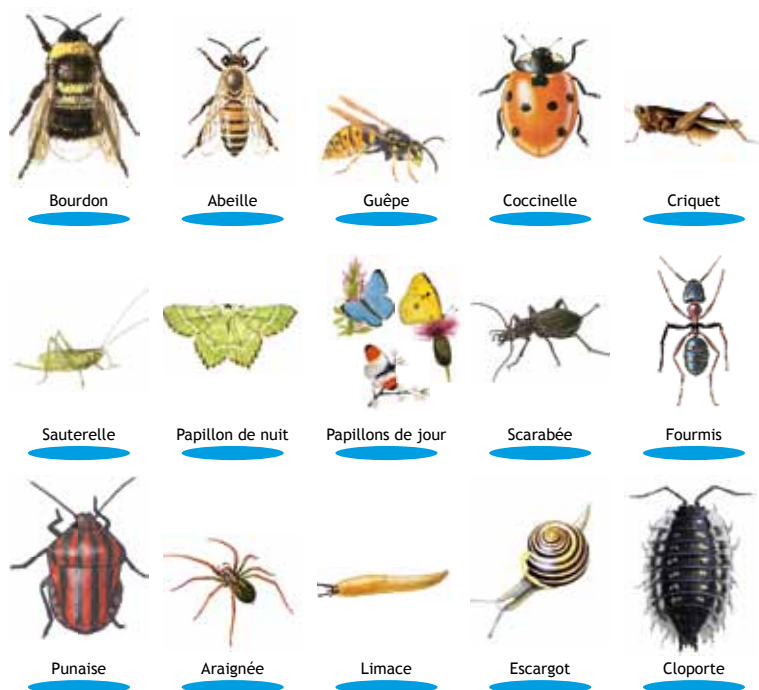 Bourdon
Abeille
Guêpe
Coccinelle
Criquet
Sauterelle
Papillon de nuit
Papillons de jour
Scarabée
Fourmis
Punaise
Araignée
Limace
Escargot
Cloporte